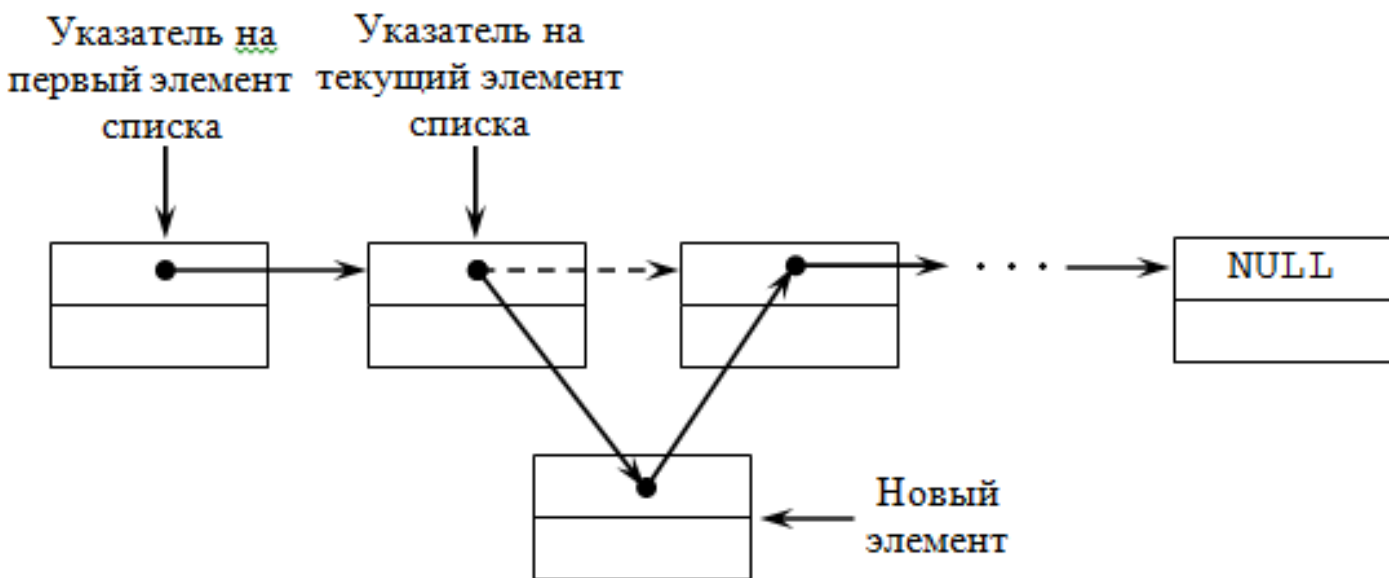 Указатель на
первый элемент
списка
Указатель на
текущий элемент
списка
NULL
Новый
элемент